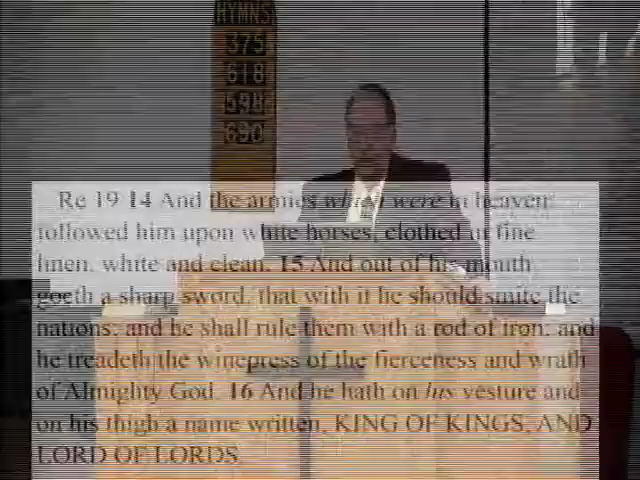 HYMNS
375
618
598
690
Re 19 14 And the armies which were in heaven
followed him upon white horses, clothed in fine
linen, white and clean. 15 And out of his mouth
goeth a sharp sword, that with it he should smite the
nations: and he shall rule them with a rod of iron: and
he treadeth the winepress of the fierceness and wrath
of Almighty God. 16 And he hath on his vesture and
on his thigh a name written, KING OF KINGS, AND
LORD OF LORDS.